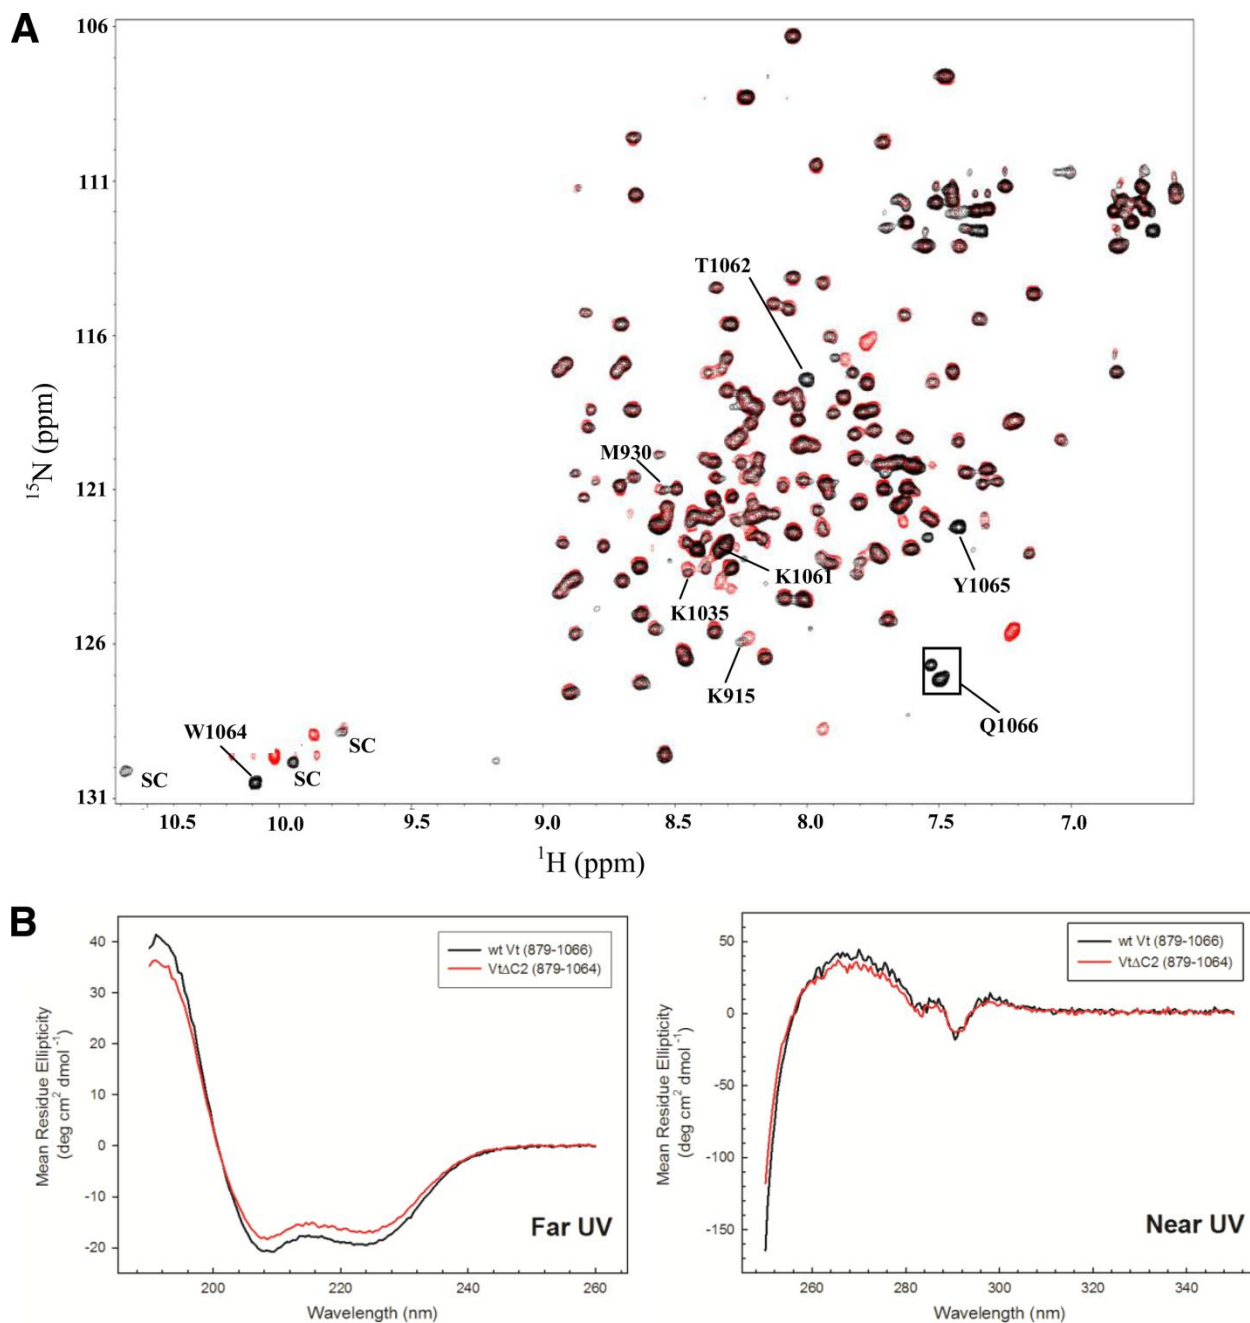 A
106
111
116
121
126
131
¹⁵N (ppm)
T1062
M930
K1061
K1035
Y1065
K915
Q1066
W1064
SC
SC
SC
10.5 10.0 9.5 9.0 8.5 8.0 7.5 7.0
¹H (ppm)
B
40
30
20
10
0
-10
-20
Mean Residue Ellipticity
(deg cm² dmol⁻¹)
wt Vt (879-1066)
VtΔC2 (879-1064)
Far UV
200 220 240 260
Wavelength (nm)
50
0
-50
-100
-150
Mean Residue Ellipticity
(deg cm² dmol⁻¹)
wt Vt (879-1066)
VtΔC2 (879-1064)
Near UV
260 280 300 320 340
Wavelength (nm)